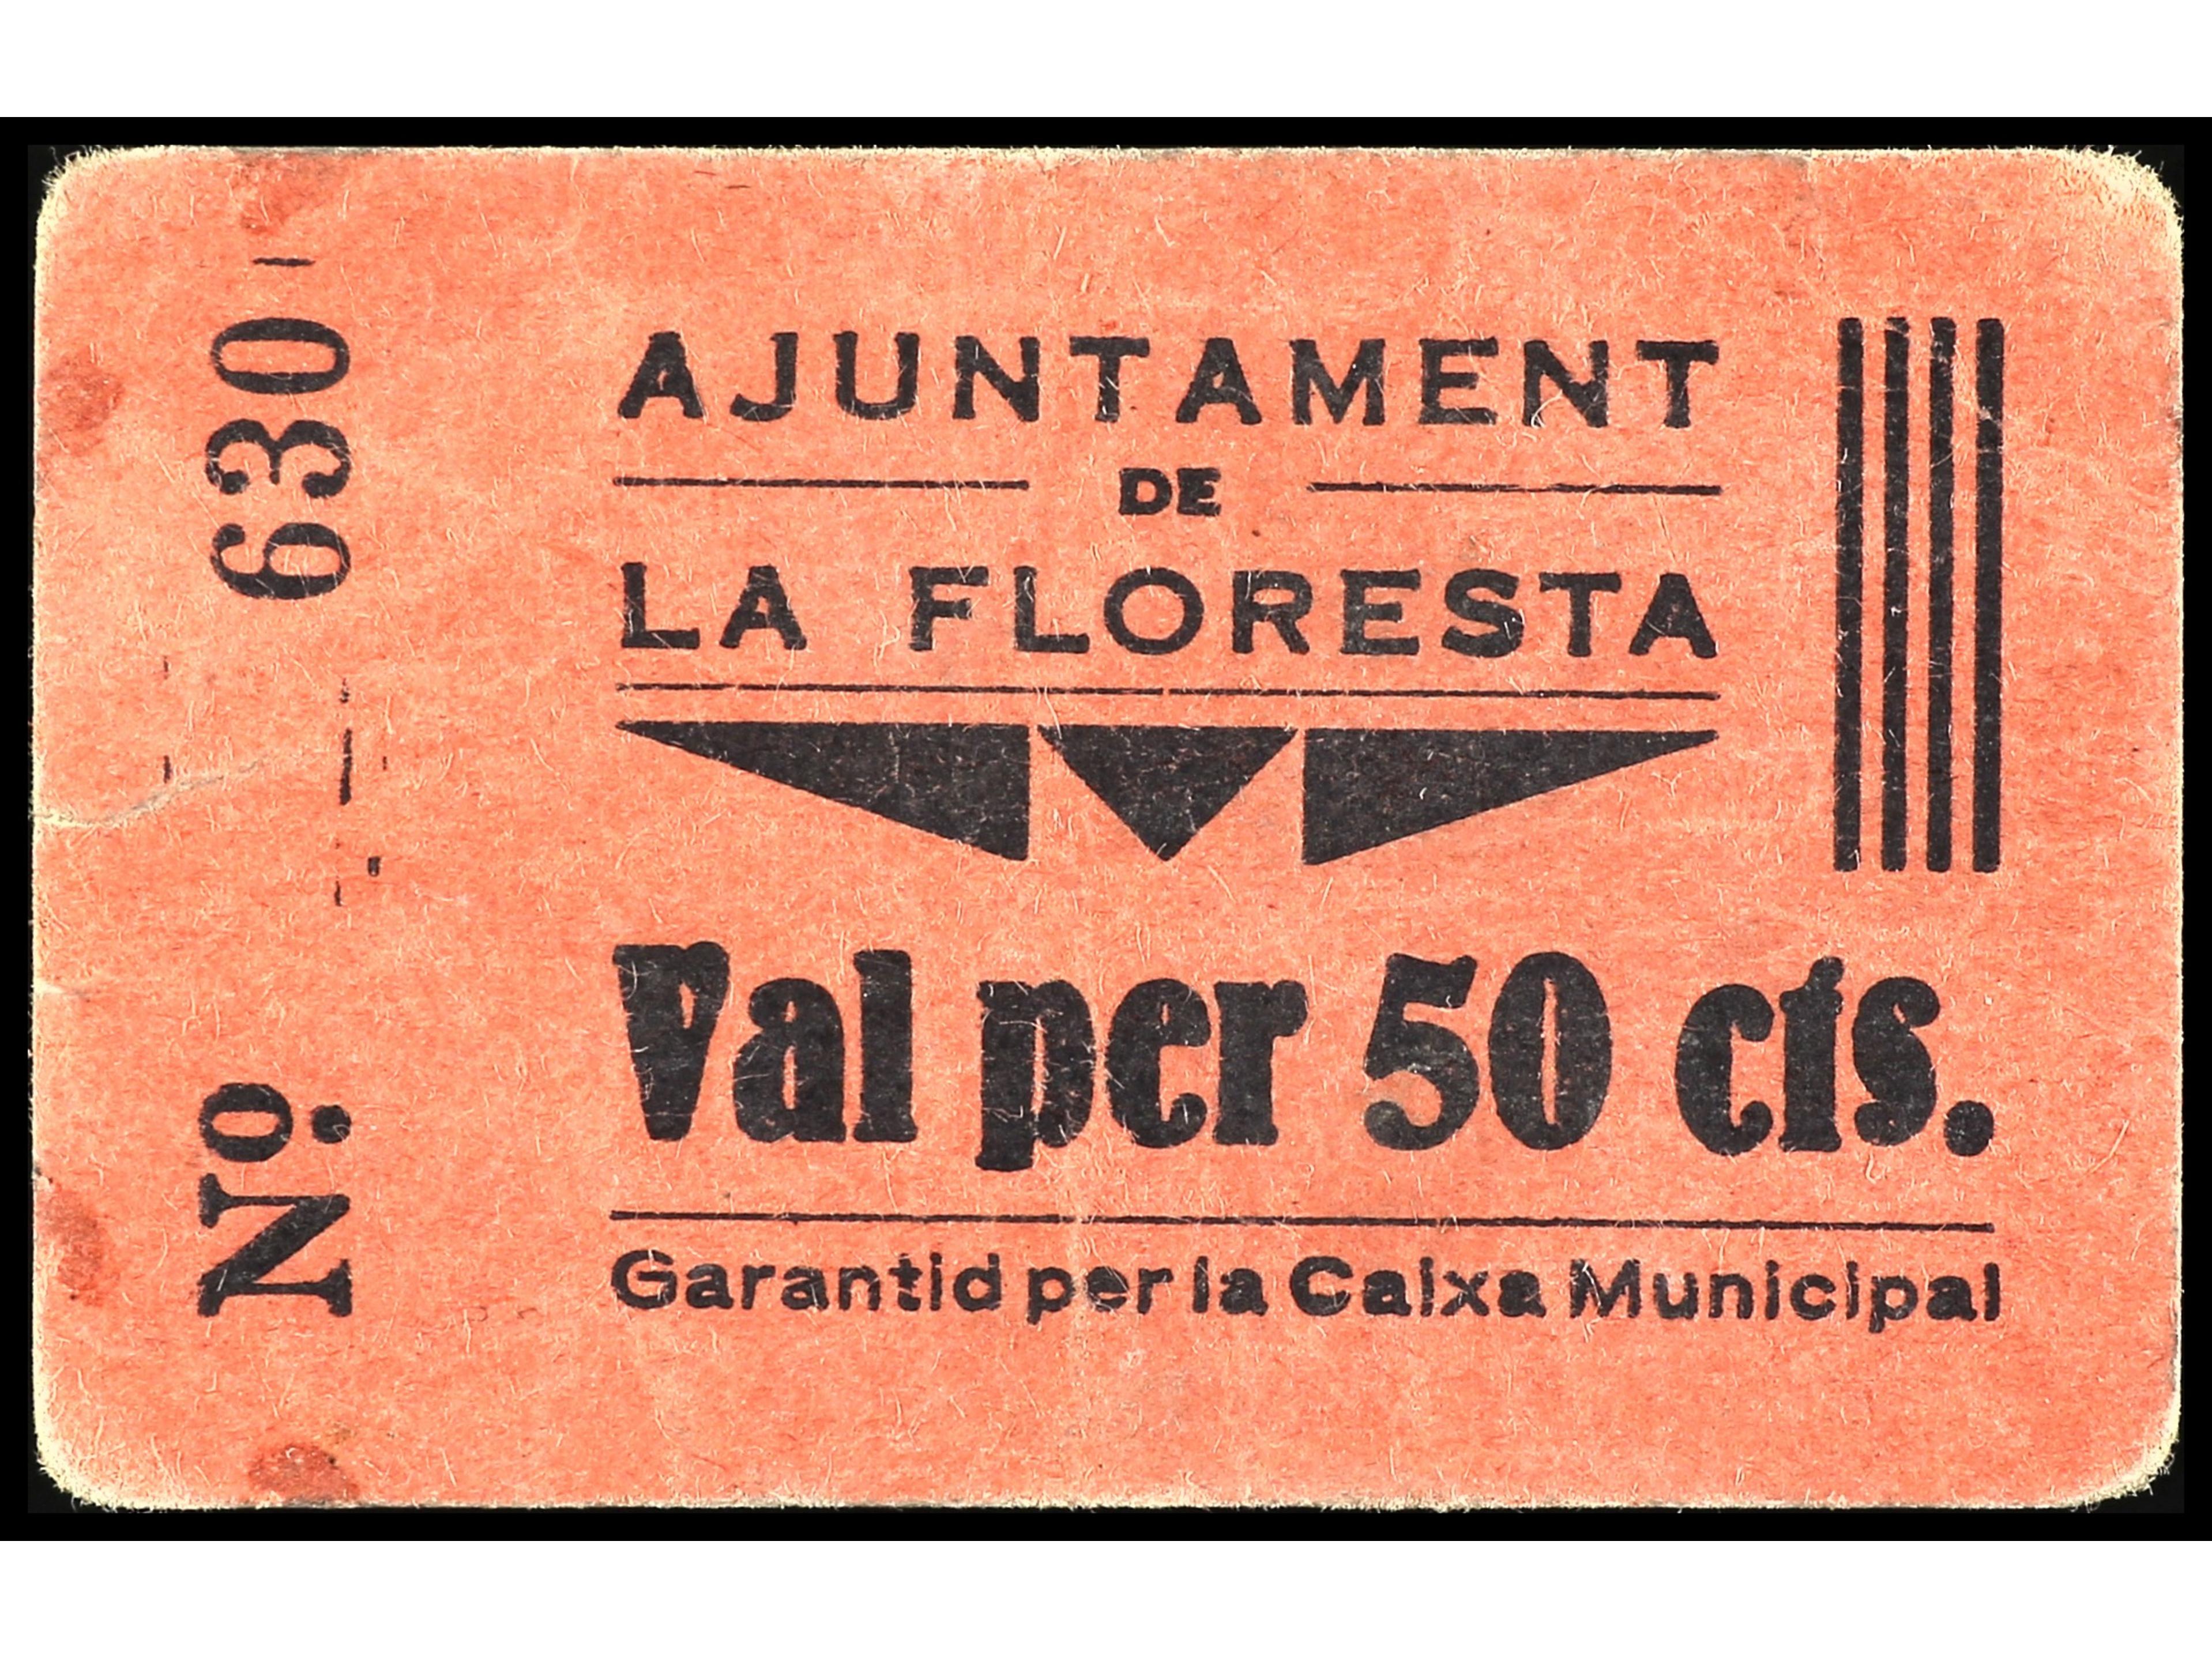 Nº. 630
AJUNTAMENT
DE
LA FLORESTA
Val per 50 cts.
Garantid per la Caixa Municipal